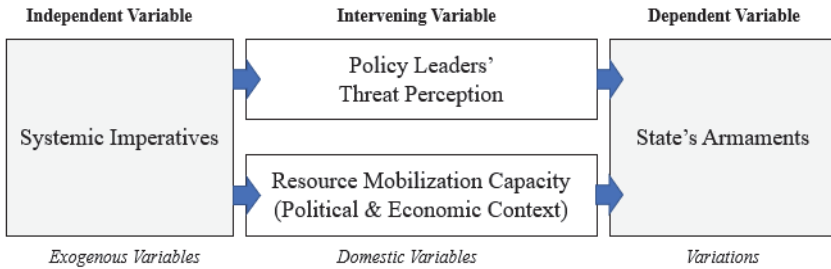 Independent Variable
Intervening Variable
Dependent Variable
Systemic Imperatives
Policy Leaders’
Threat Perception
Resource Mobilization Capacity
(Political & Economic Context)
State’s Armaments
Exogenous Variables
Domestic Variables
Variations